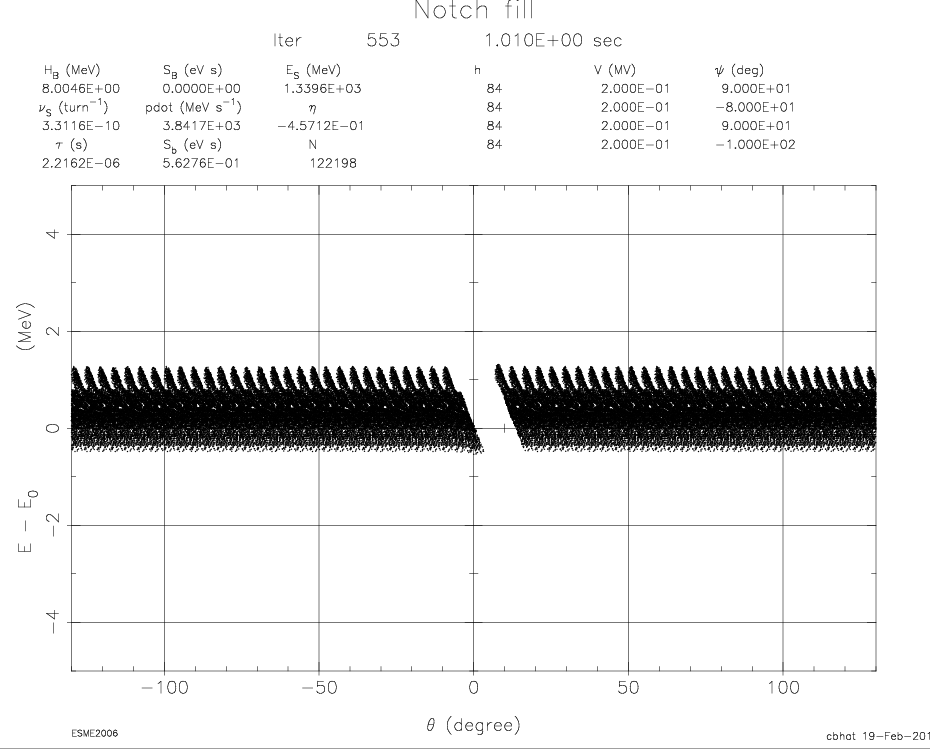 Notch fill
Iter 553 1.010E+00 sec
H_B (MeV) S_B (eV s) E_S (MeV) h V (MV) ψ (deg)
8.0046E+00 0.0000E+00 1.3396E+03 84 2.000E−01 9.000E+01
ν_S (turn⁻¹) pdot (MeV s⁻¹) η 84 2.000E−01 −8.000E+01
3.3116E−10 3.8417E+03 −4.5712E−01 84 2.000E−01 9.000E+01
τ (s) S_b (eV s) N 84 2.000E−01 −1.000E+02
2.2162E−06 5.6276E−01 122198
4
2
0
−2
−4
E − E_0 (MeV)
−100 −50 0 50 100
θ (degree)
ESME2006
cbhat 19−Feb−201